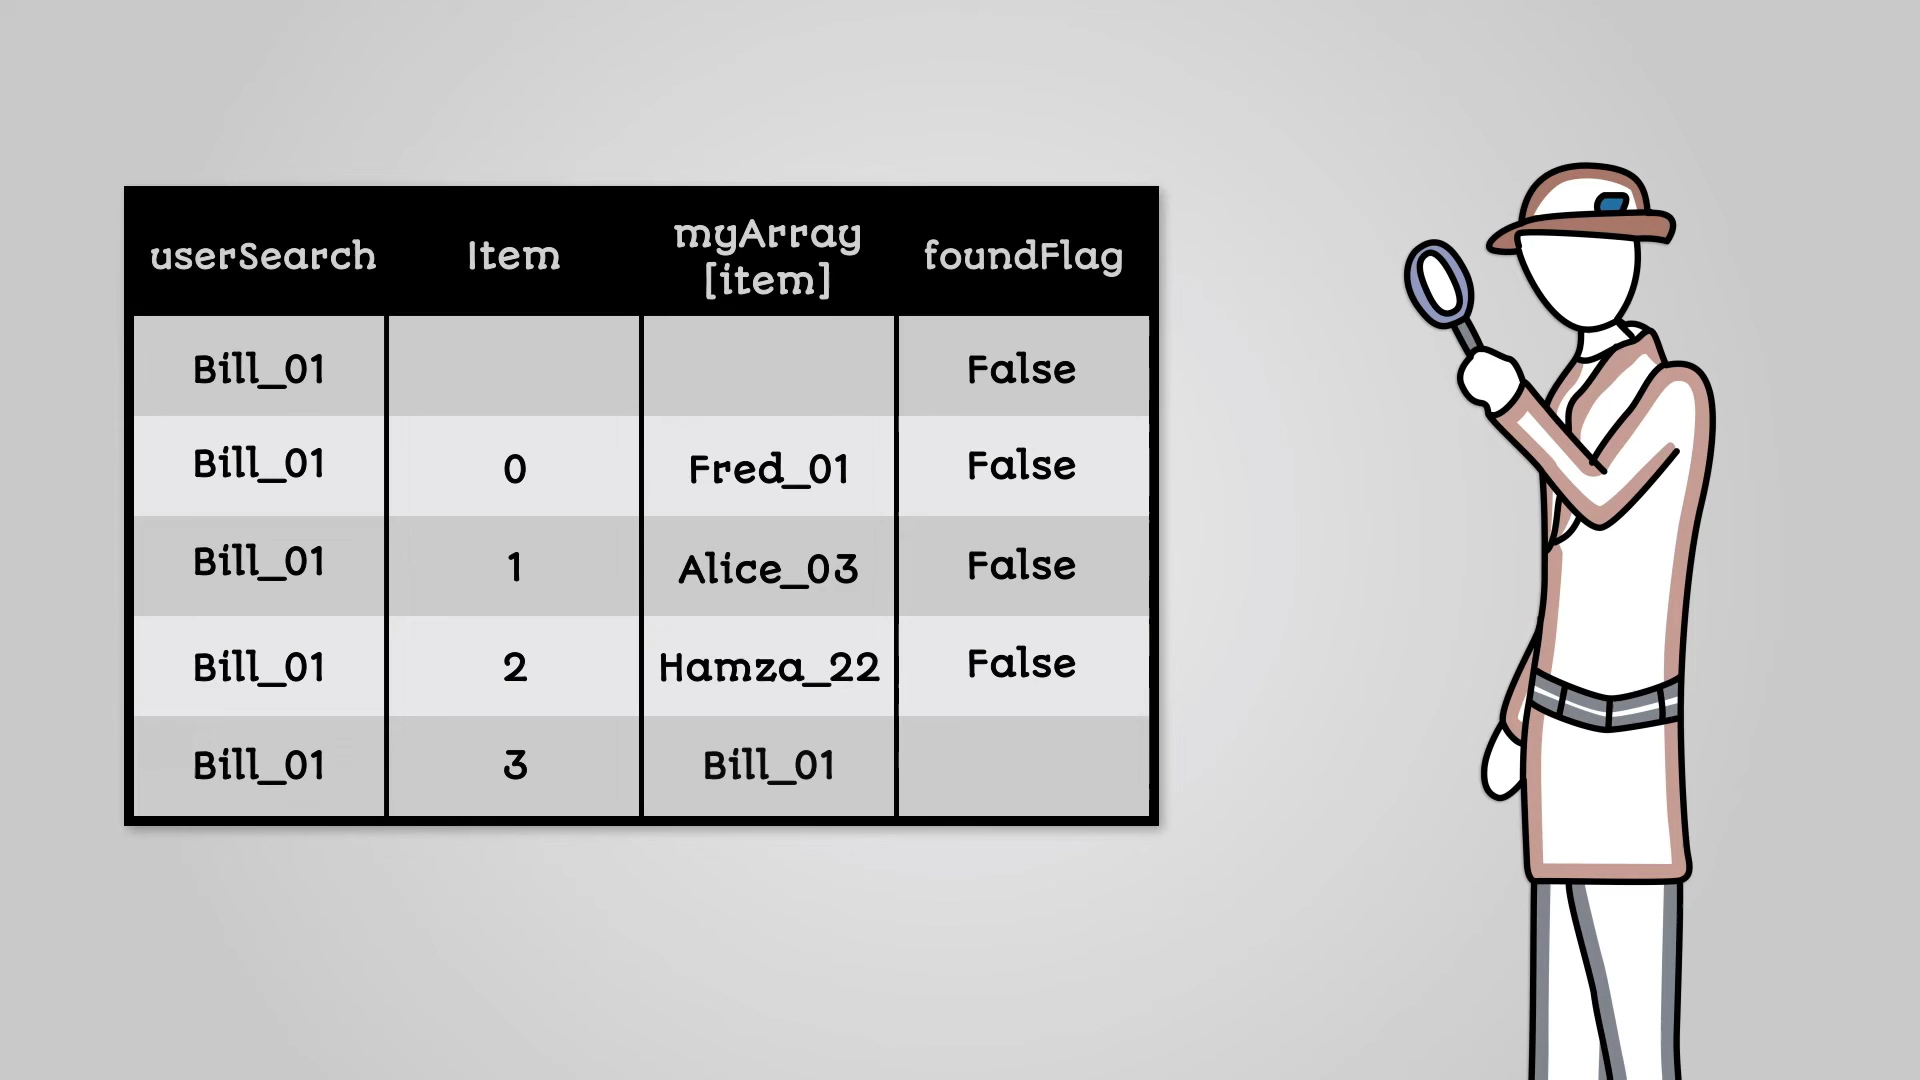 userSearch Item myArray [item] foundFlag
Bill_01 False
Bill_01 0 Fred_01 False
Bill_01 1 Alice_03 False
Bill_01 2 Hamza_22 False
Bill_01 3 Bill_01